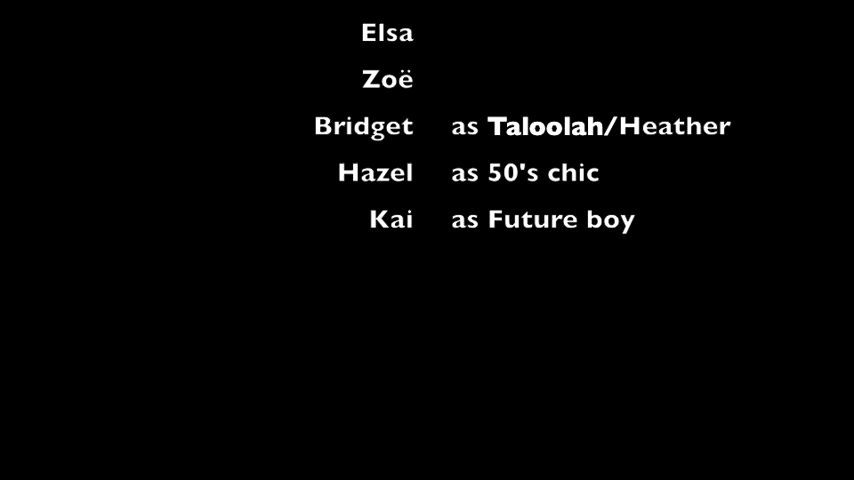 Elsa
Zoë
Bridget as Taloolah/Heather
Hazel as 50's chic
Kai as Future boy